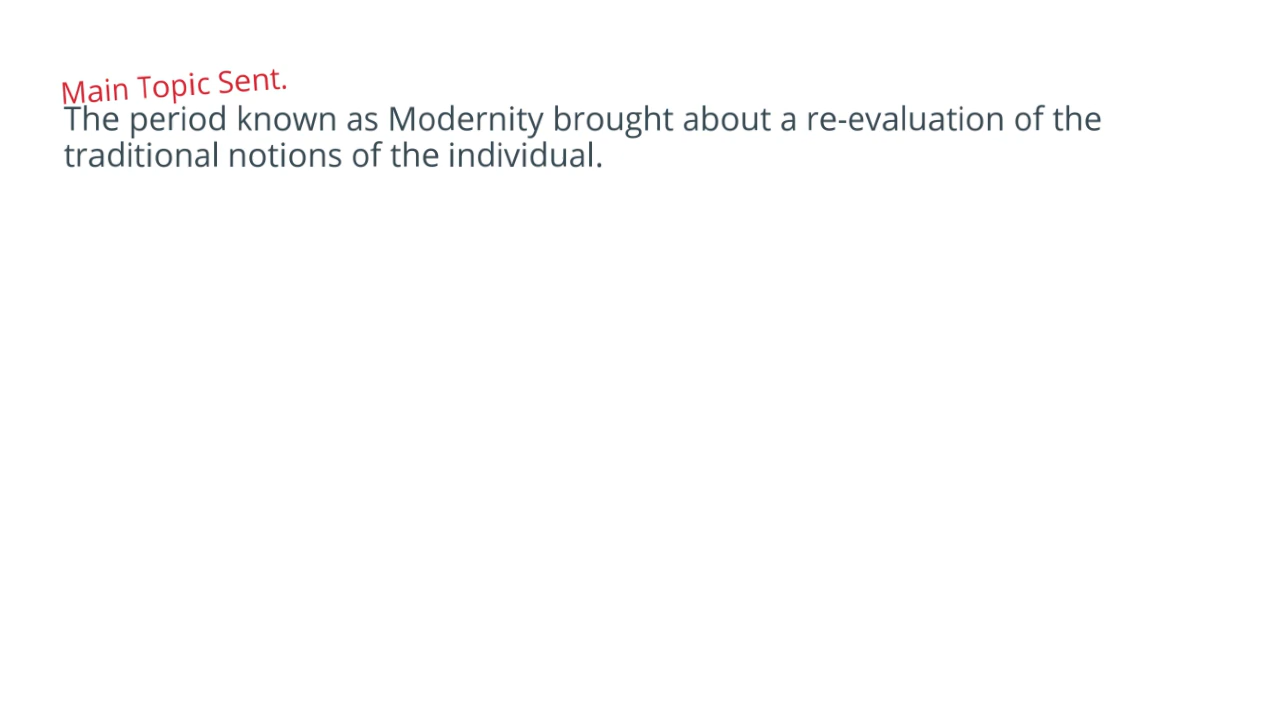 Main Topic Sent.
The period known as Modernity brought about a re-evaluation of the
traditional notions of the individual.